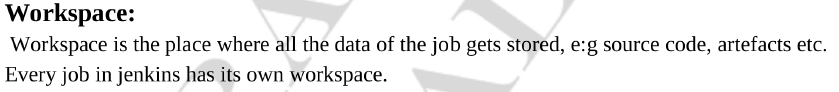 Workspace:
Workspace is the place where all the data of the job gets stored, e:g source code, artefacts etc.
Every job in jenkins has its own workspace.